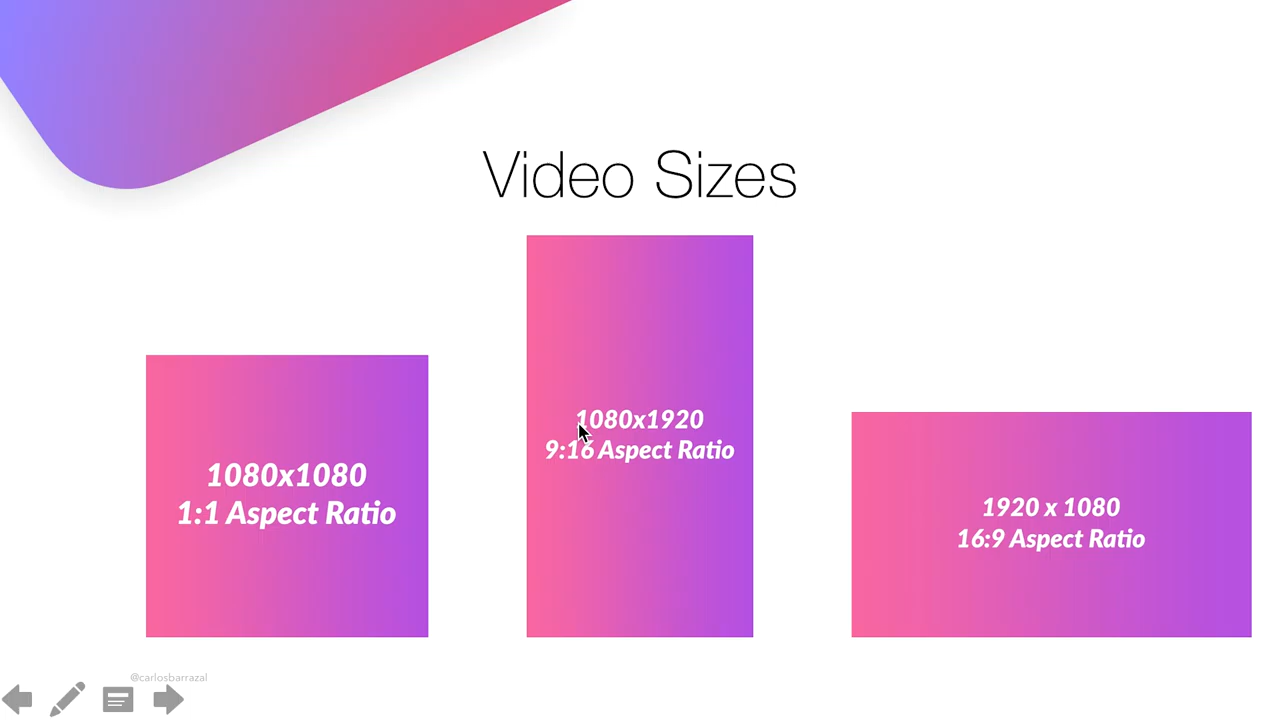 Video Sizes
1080x1080
1:1 Aspect Ratio
1080x1920
9:16 Aspect Ratio
1920 x 1080
16:9 Aspect Ratio
@carlosbarrazal